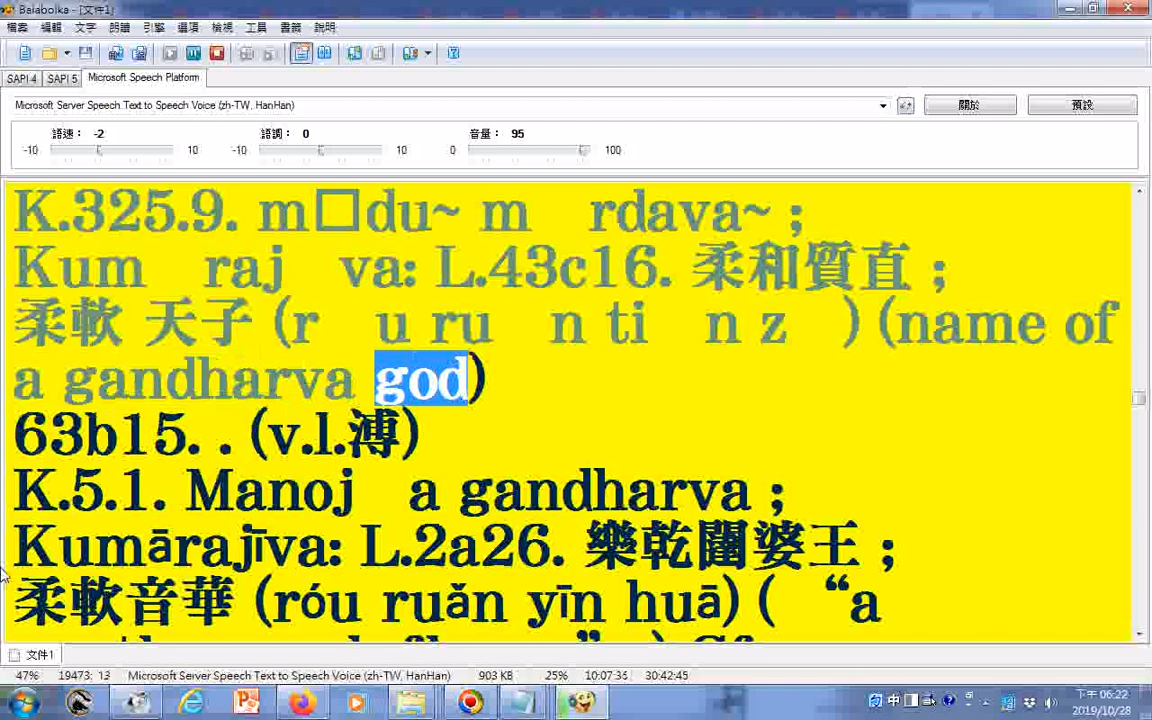 Balabolka - [文件1]
檔案 編輯 文字 朗讀 引擎 選項 檢視 工具 書籤 說明
SAPI 4 SAPI 5 Microsoft Speech Platform
Microsoft Server Speech Text to Speech Voice (zh-TW, HanHan) 關於 預設
語速： -2 語調： 0 音量： 95
-10 10 -10 10 0 100
K.325.9. m□du~ m rdava~ ;
Kum raj va: L.43c16. 柔和質直 ;
柔軟 天子 (r u ru n ti n z ) (name of
a gandharva god)
63b15. . (v.l.溥)
K.5.1. Manoj a gandharva ;
Kumārajīva: L.2a26. 樂乾闥婆王 ;
柔軟音華 (róu ruǎn yīn huā) ( “a
文件1
47% 19473: 13 Microsoft Server Speech Text to Speech Voice (zh-TW, HanHan) 903 KB 25% 10:07:36 30:42:45
中 下午 06:22
2019/10/28